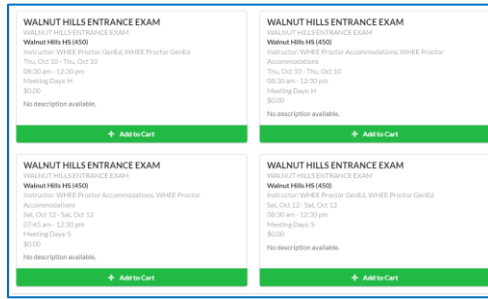 WALNUT HILLS ENTRANCE EXAM
WALNUT HILLS ENTRANCE EXAM
Walnut Hills HS (450)
Instructor: WHEE Proctor GenEd, WHEE Proctor GenEd
Thu, Oct 10 - Thu, Oct 10
08:30 am - 12:30 pm
Meeting Days: H
$0.00
No description available.
+ Add to Cart
WALNUT HILLS ENTRANCE EXAM
WALNUT HILLS ENTRANCE EXAM
Walnut Hills HS (450)
Instructor: WHEE Proctor Accommodations, WHEE Proctor
Accommodations
Thu, Oct 10 - Thu, Oct 10
08:30 am - 12:30 pm
Meeting Days: H
$0.00
No description available.
+ Add to Cart
WALNUT HILLS ENTRANCE EXAM
WALNUT HILLS ENTRANCE EXAM
Walnut Hills HS (450)
Instructor: WHEE Proctor Accommodations, WHEE Proctor
Accommodations
Sat, Oct 12 - Sat, Oct 12
07:45 am - 12:30 pm
Meeting Days: S
$0.00
No description available.
+ Add to Cart
WALNUT HILLS ENTRANCE EXAM
WALNUT HILLS ENTRANCE EXAM
Walnut Hills HS (450)
Instructor: WHEE Proctor GenEd, WHEE Proctor GenEd
Sat, Oct 12 - Sat, Oct 12
08:30 am - 12:30 pm
Meeting Days: S
$0.00
No description available.
+ Add to Cart